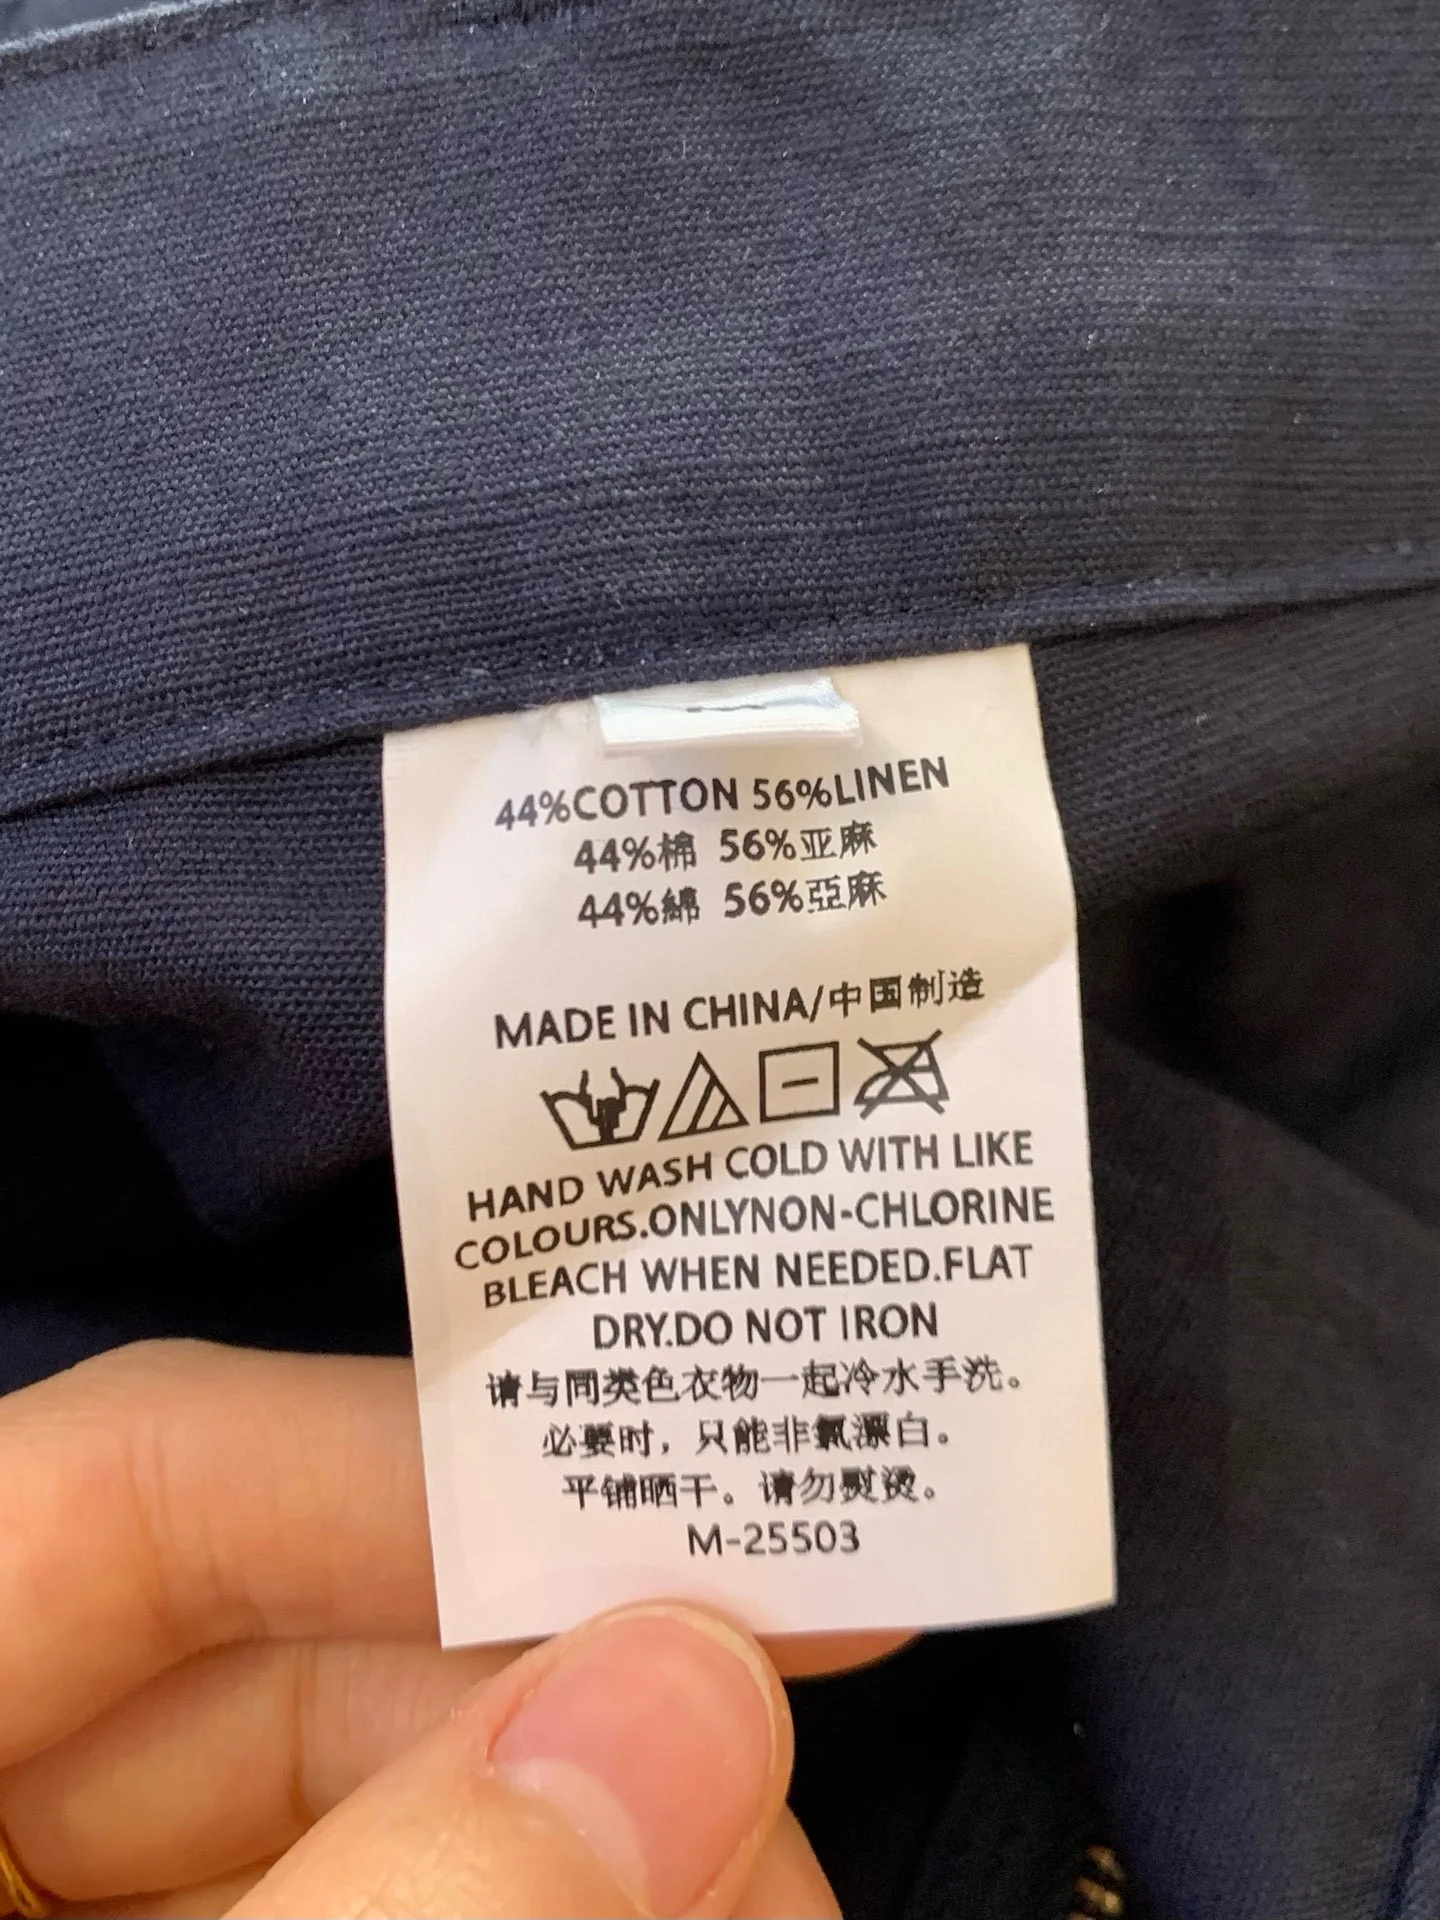 44%COTTON 56%LINEN
44%棉 56%亚麻
44%綿 56%亞麻
MADE IN CHINA/中国制造
HAND WASH COLD WITH LIKE
COLOURS.ONLYNON-CHLORINE
BLEACH WHEN NEEDED.FLAT
DRY.DO NOT IRON
请与同类色衣物一起冷水手洗。
必要时，只能非氯漂白。
平铺晒干。请勿熨烫。
M-25503